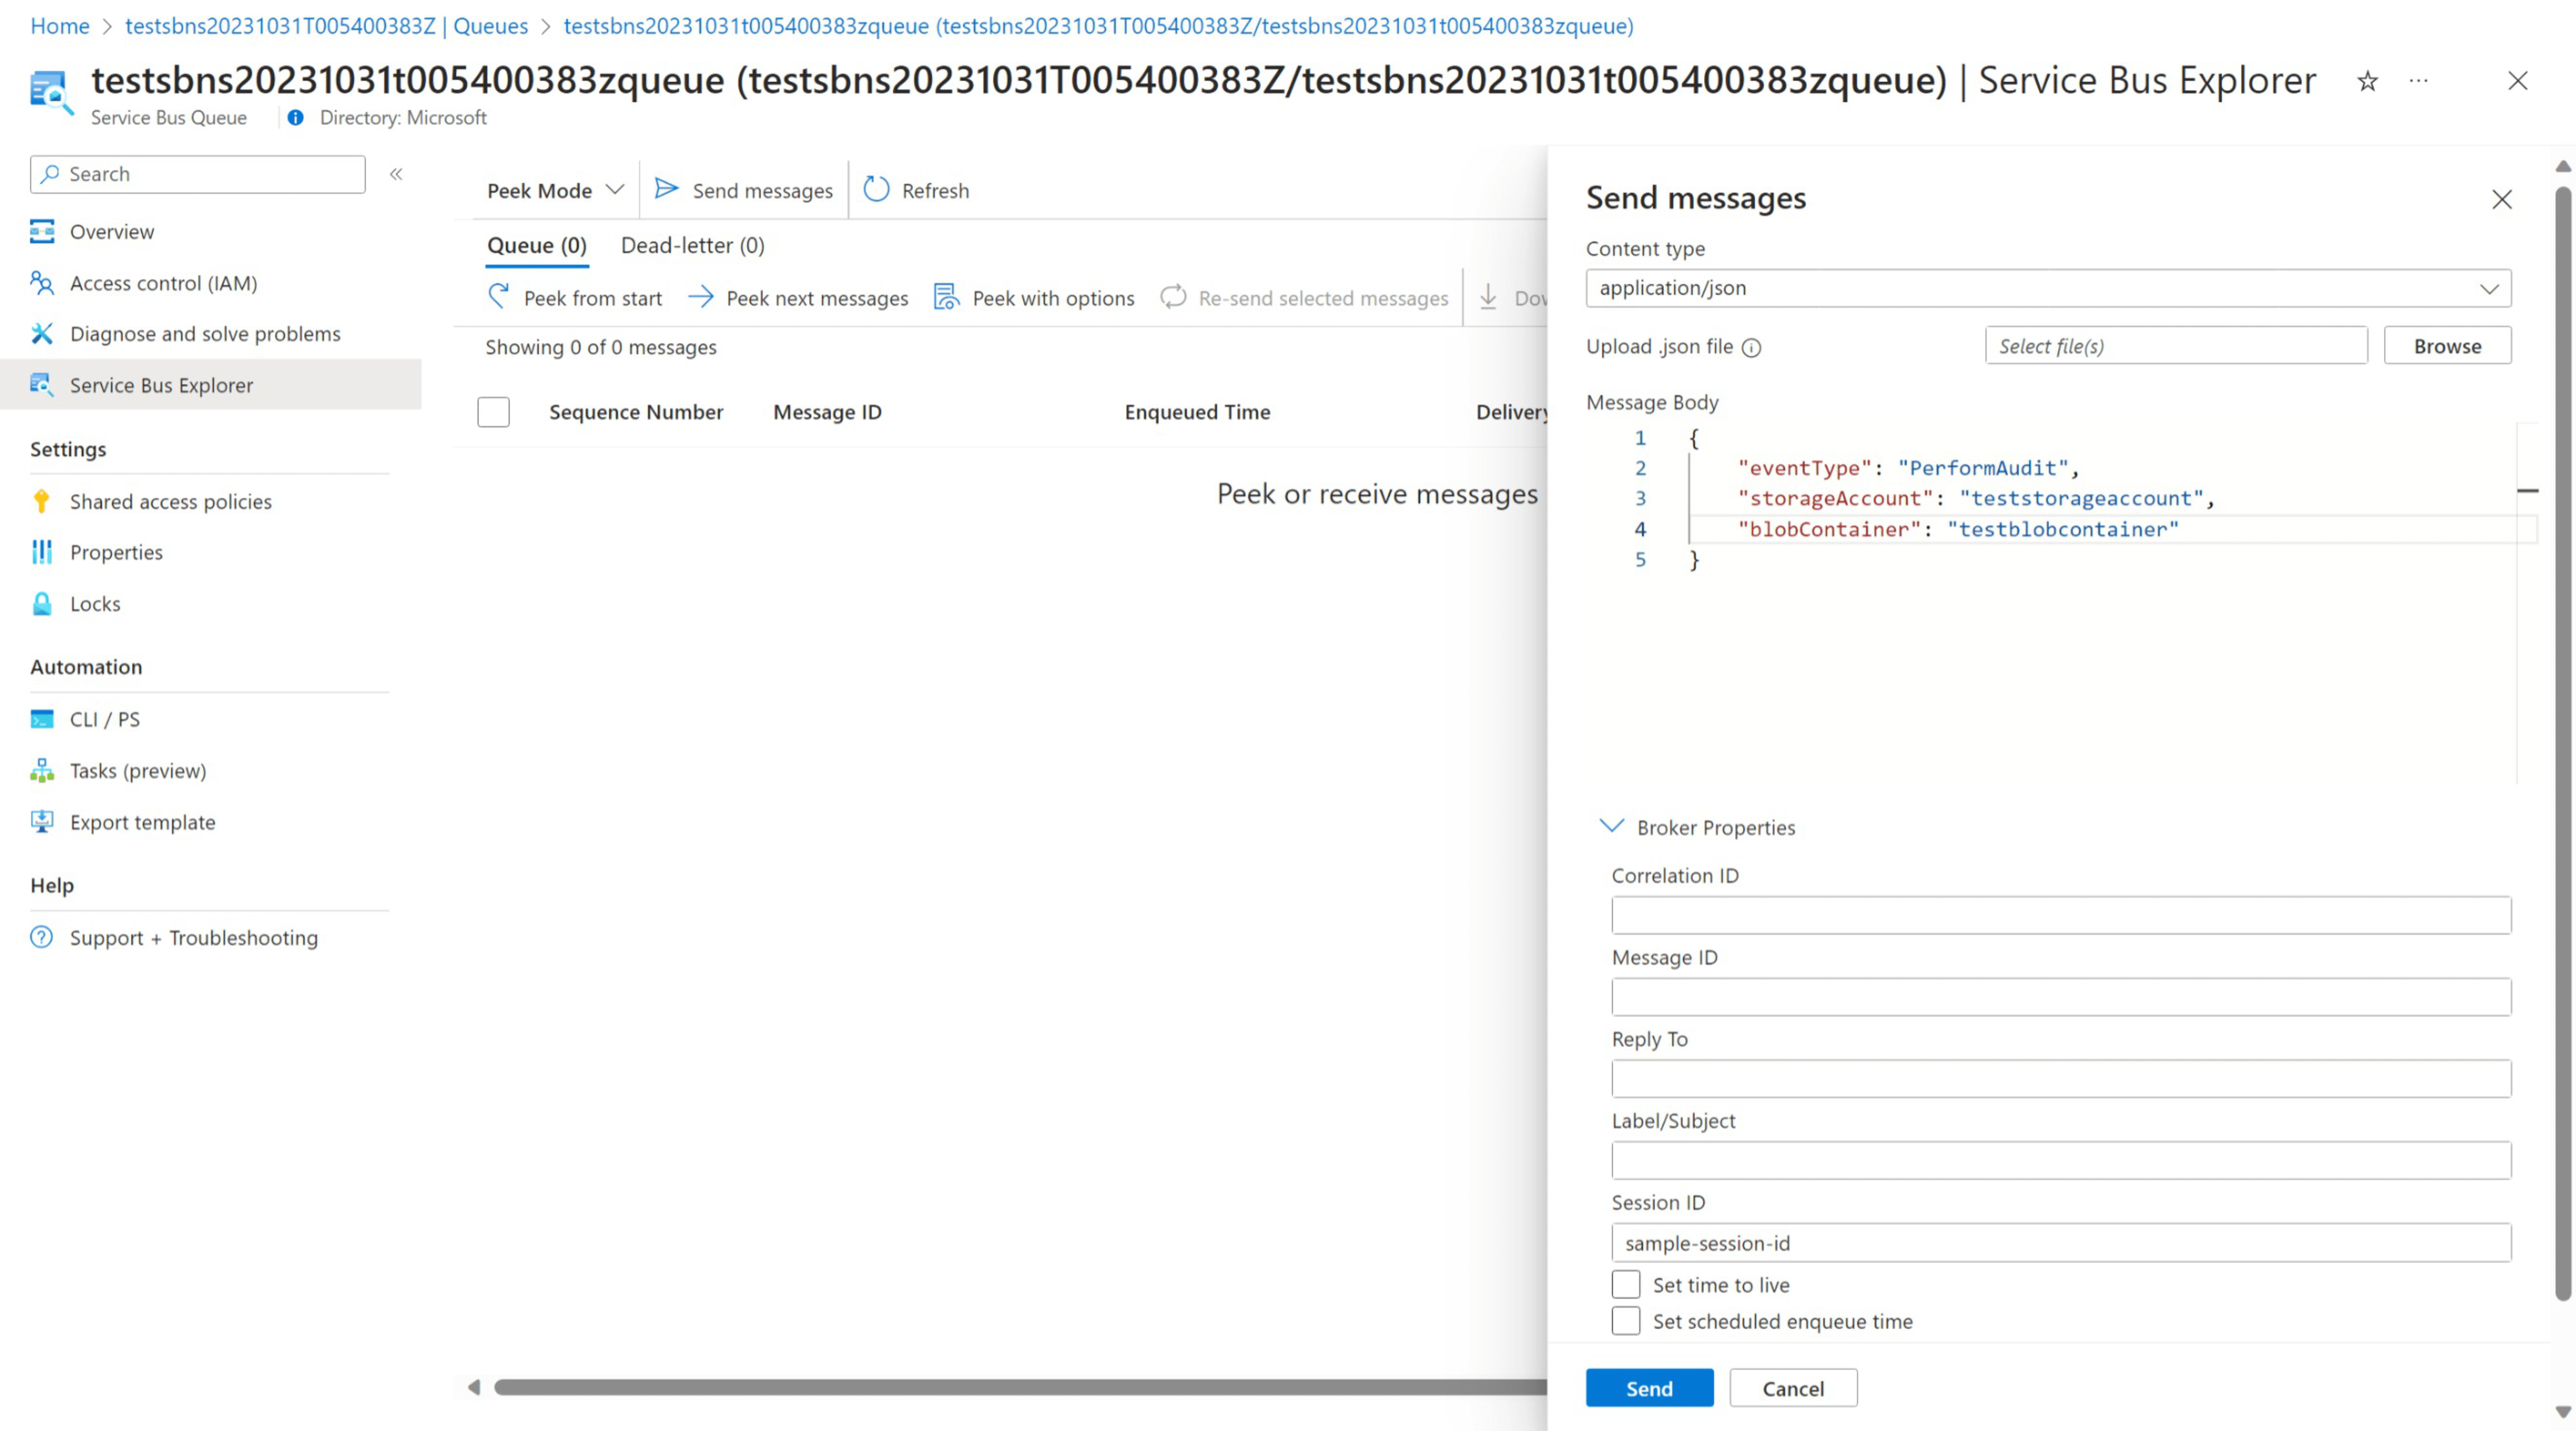 Home > testsbns20231031T005400383Z | Queues > testsbns20231031t005400383zqueue (testsbns20231031T005400383Z/testsbns20231031t005400383zqueue)
testsbns20231031t005400383zqueue (testsbns20231031T005400383Z/testsbns20231031t005400383zqueue) | Service Bus Explorer
Service Bus Queue
Directory: Microsoft
Search
Overview
Access control (IAM)
Diagnose and solve problems
Service Bus Explorer
Settings
Shared access policies
Properties
Locks
Automation
CLI / PS
Tasks (preview)
Export template
Help
Support + Troubleshooting
Peek Mode Send messages Refresh
Queue (0) Dead-letter (0)
Peek from start Peek next messages Peek with options Re-send selected messages Dow
Showing 0 of 0 messages
Sequence Number Message ID Enqueued Time Delivery
Peek or receive messages
Send messages
Content type
application/json
Upload .json file Select file(s) Browse
Message Body
1 {
2 "eventType": "PerformAudit",
3 "storageAccount": "teststorageaccount",
4 "blobContainer": "testblobcontainer"
5 }
Broker Properties
Correlation ID
Message ID
Reply To
Label/Subject
Session ID
sample-session-id
Set time to live
Set scheduled enqueue time
Send Cancel